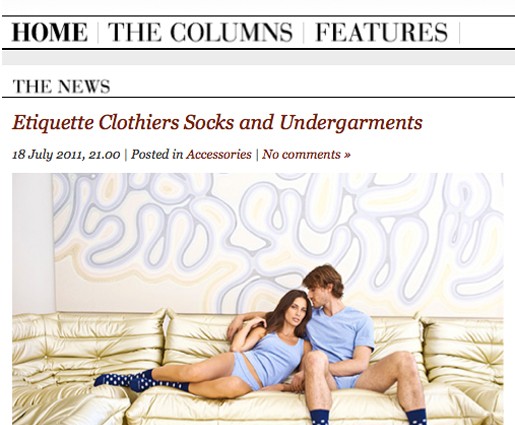 HOME | THE COLUMNS | FEATURES |
THE NEWS
Etiquette Clothiers Socks and Undergarments
18 July 2011, 21.00 | Posted in Accessories | No comments »